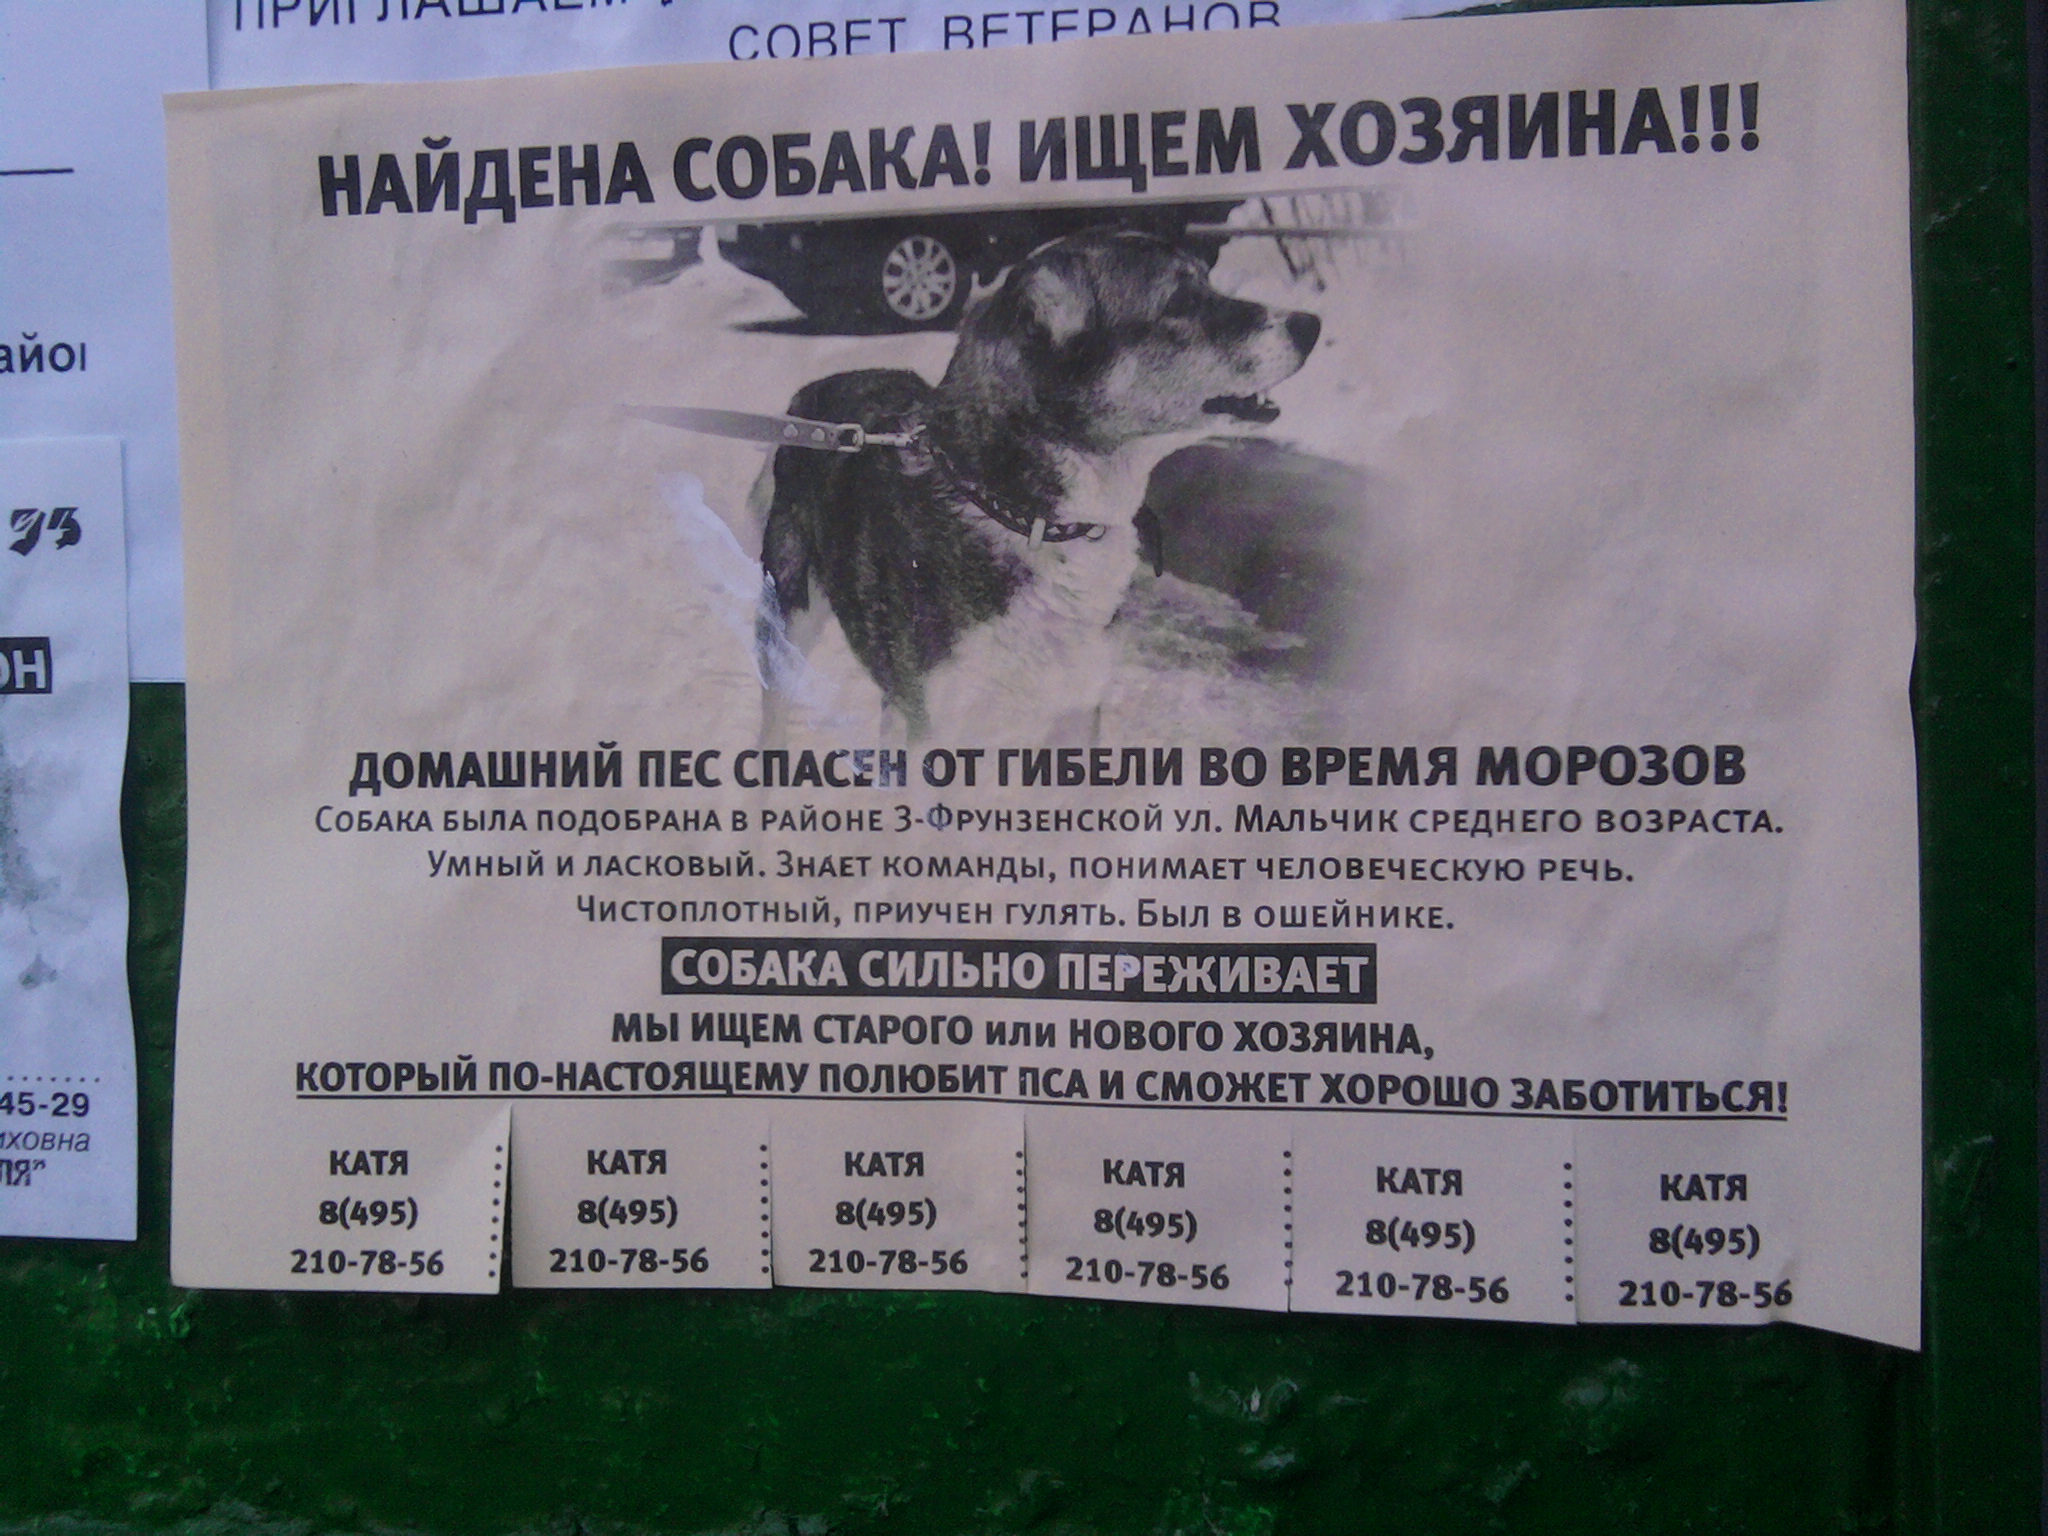 ПРИГЛАШАЕМ
СОВЕТ ВЕТЕРАНОВ
НАЙДЕНА СОБАКА! ИЩЕМ ХОЗЯИНА!!!
ДОМАШНИЙ ПЕС СПАСЕН ОТ ГИБЕЛИ ВО ВРЕМЯ МОРОЗОВ
СОБАКА БЫЛА ПОДОБРАНА В РАЙОНЕ 3-ФРУНЗЕНСКОЙ УЛ. МАЛЬЧИК СРЕДНЕГО ВОЗРАСТА.
УМНЫЙ И ЛАСКОВЫЙ. ЗНАЕТ КОМАНДЫ, ПОНИМАЕТ ЧЕЛОВЕЧЕСКУЮ РЕЧЬ.
ЧИСТОПЛОТНЫЙ, ПРИУЧЕН ГУЛЯТЬ. БЫЛ В ОШЕЙНИКЕ.
СОБАКА СИЛЬНО ПЕРЕЖИВАЕТ
МЫ ИЩЕМ СТАРОГО или НОВОГО ХОЗЯИНА,
КОТОРЫЙ ПО-НАСТОЯЩЕМУ ПОЛЮБИТ ПСА И СМОЖЕТ ХОРОШО ЗАБОТИТЬСЯ!
КАТЯ
8(495)
210-78-56
КАТЯ
8(495)
210-78-56
КАТЯ
8(495)
210-78-56
КАТЯ
8(495)
210-78-56
КАТЯ
8(495)
210-78-56
КАТЯ
8(495)
210-78-56
45-29